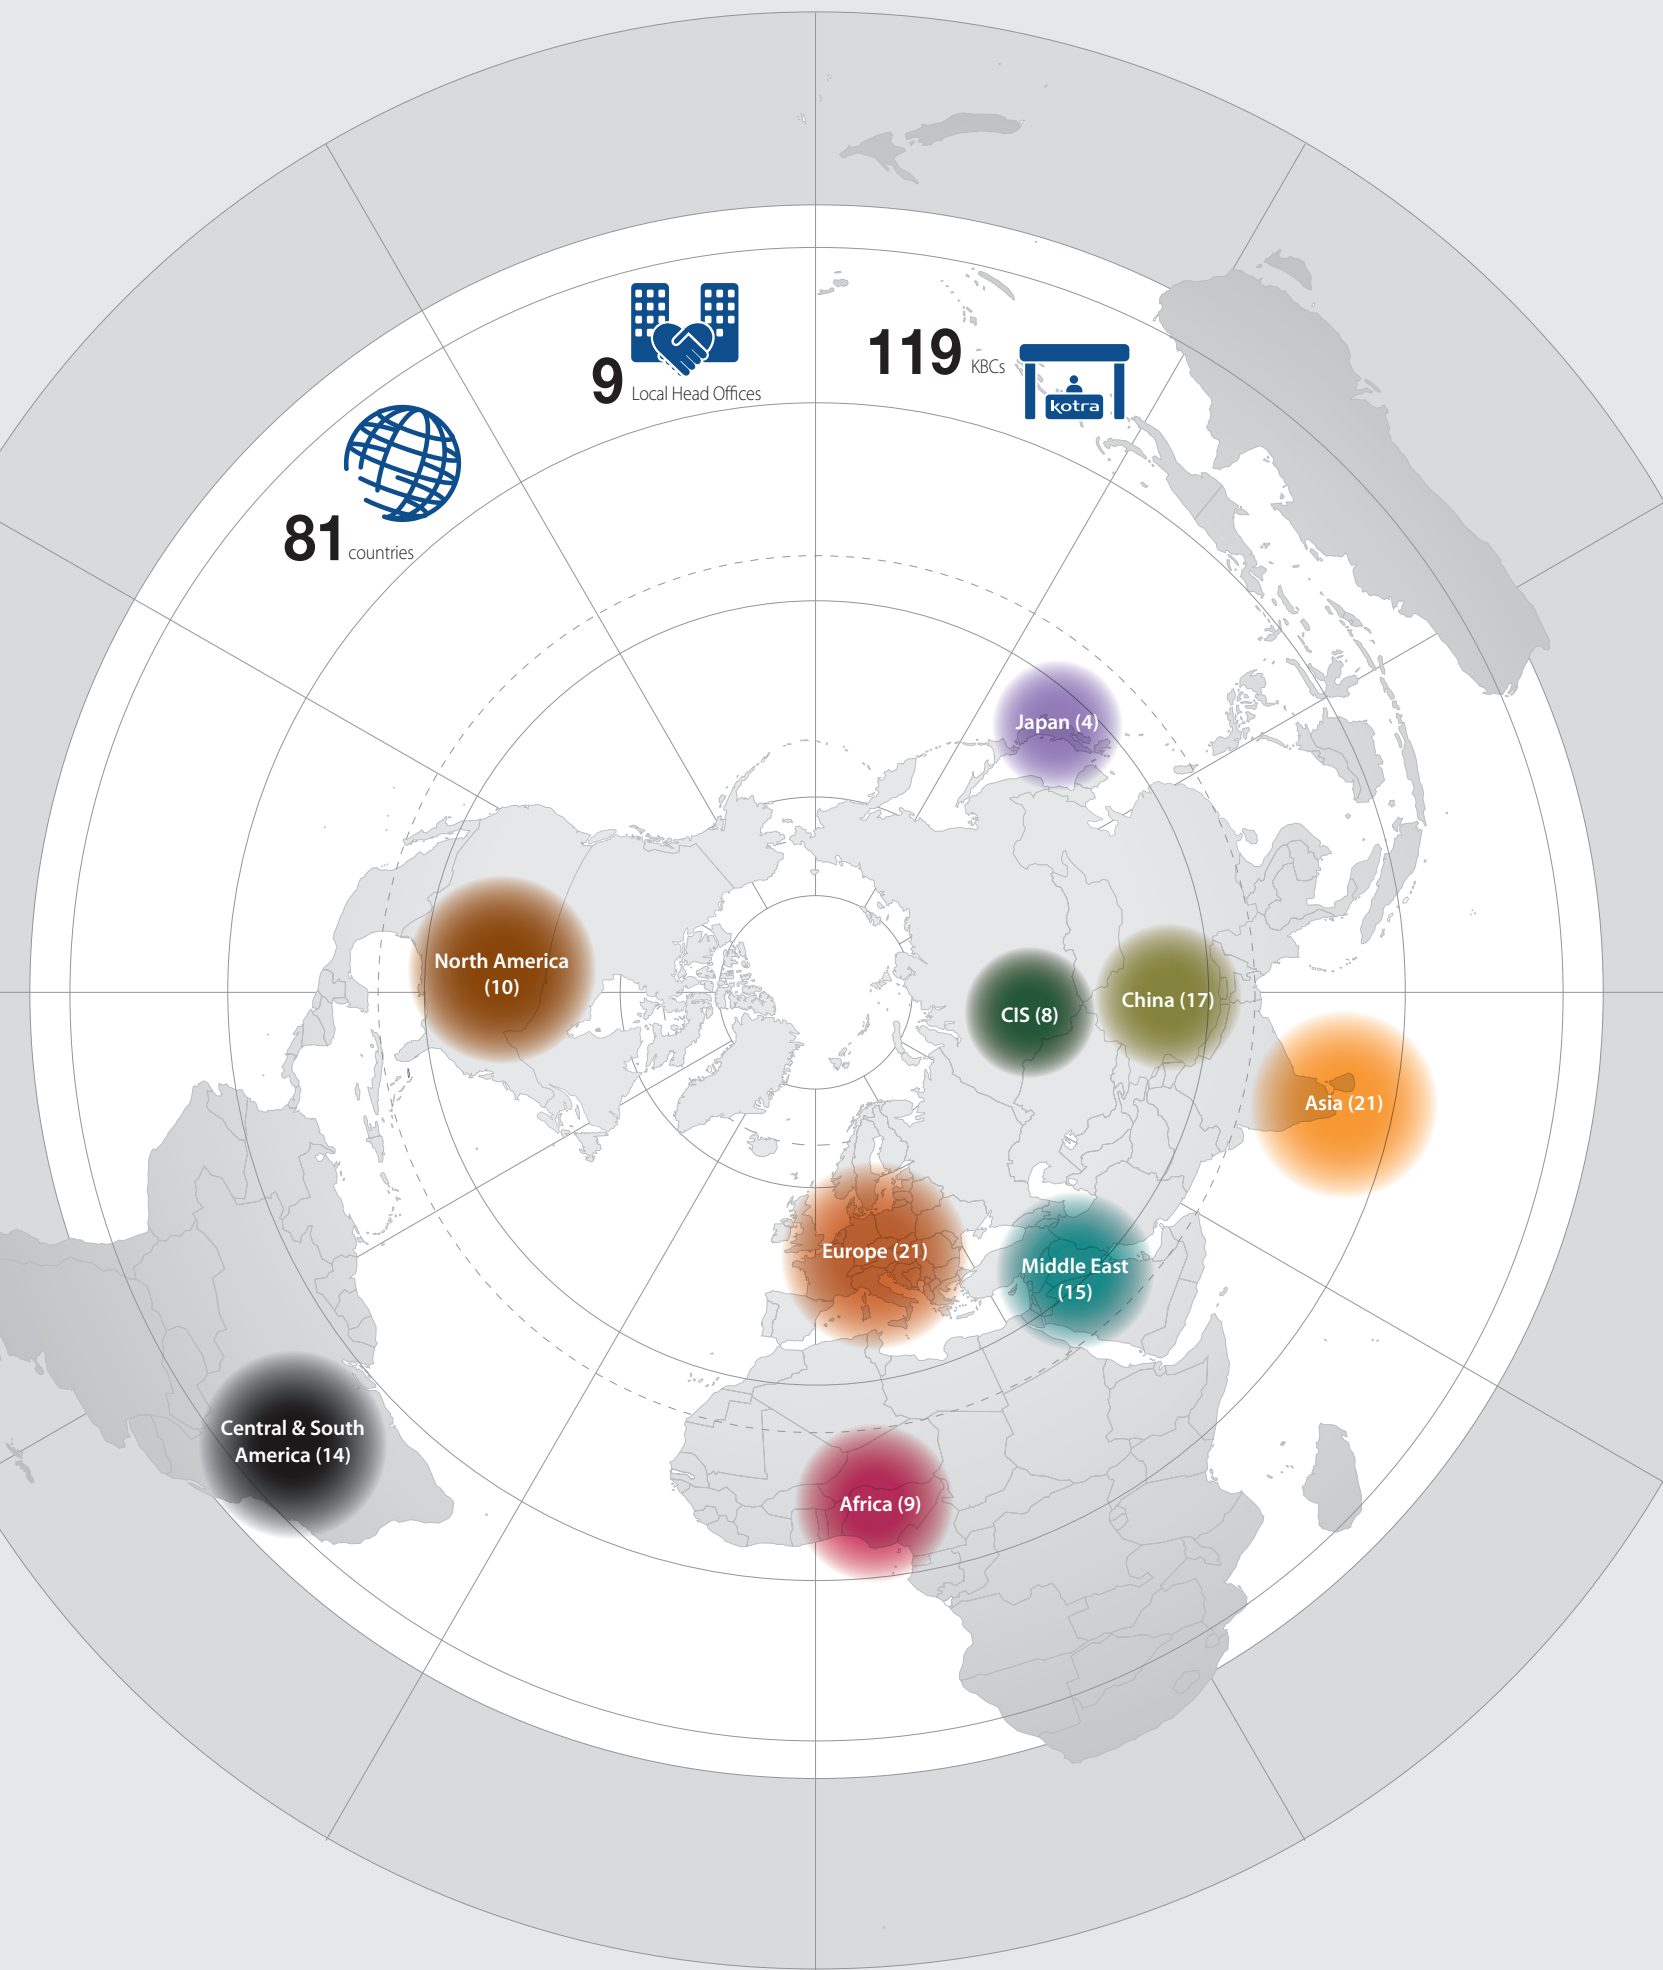 9
Local Head Offices
119
KBCs
kotra
81
countries
Japan (4)
North America
(10)
CIS (8)
China (17)
Asia (21)
Europe (21)
Middle East
(15)
Central & South
America (14)
Africa (9)